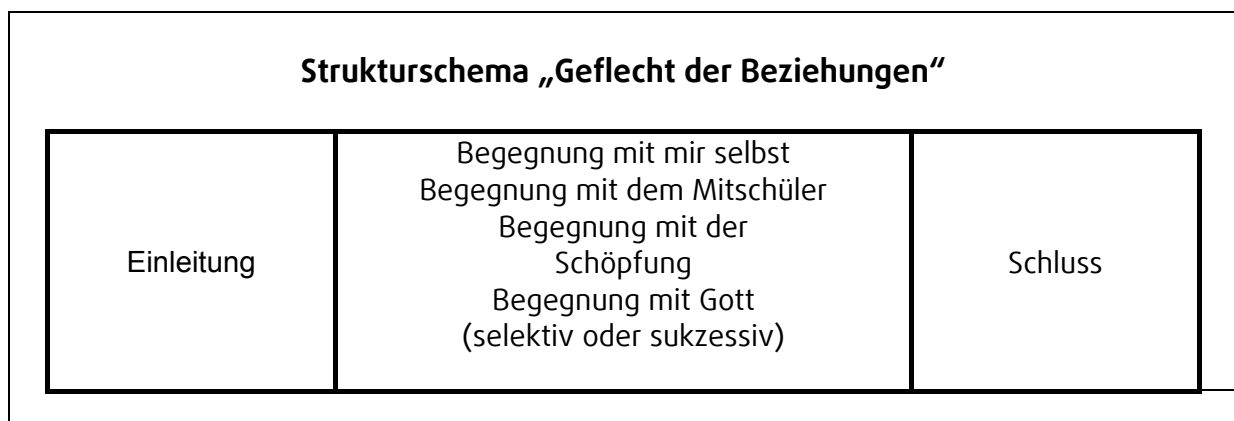 Strukturschema „Geflecht der Beziehungen“
Einleitung
Begegnung mit mir selbst
Begegnung mit dem Mitschüler
Begegnung mit der
Schöpfung
Begegnung mit Gott
(selektiv oder sukzessiv)
Schluss